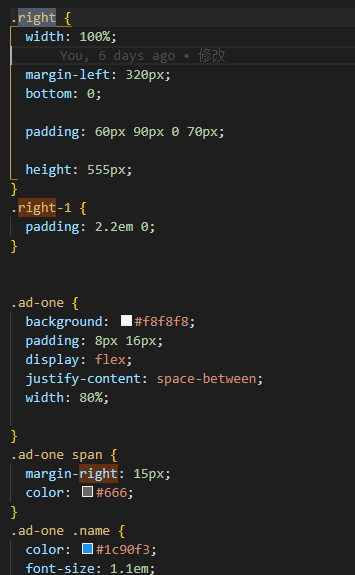 .right {
width: 100%;
You, 6 days ago • 修改
margin-left: 320px;
bottom: 0;
padding: 60px 90px 0 70px;
height: 555px;
}
.right-1 {
padding: 2.2em 0;
}
.ad-one {
background: #f8f8f8;
padding: 8px 16px;
display: flex;
justify-content: space-between;
width: 80%;
}
.ad-one span {
margin-right: 15px;
color: #666;
}
.ad-one .name {
color: #1c90f3;
font-size: 1.1em;